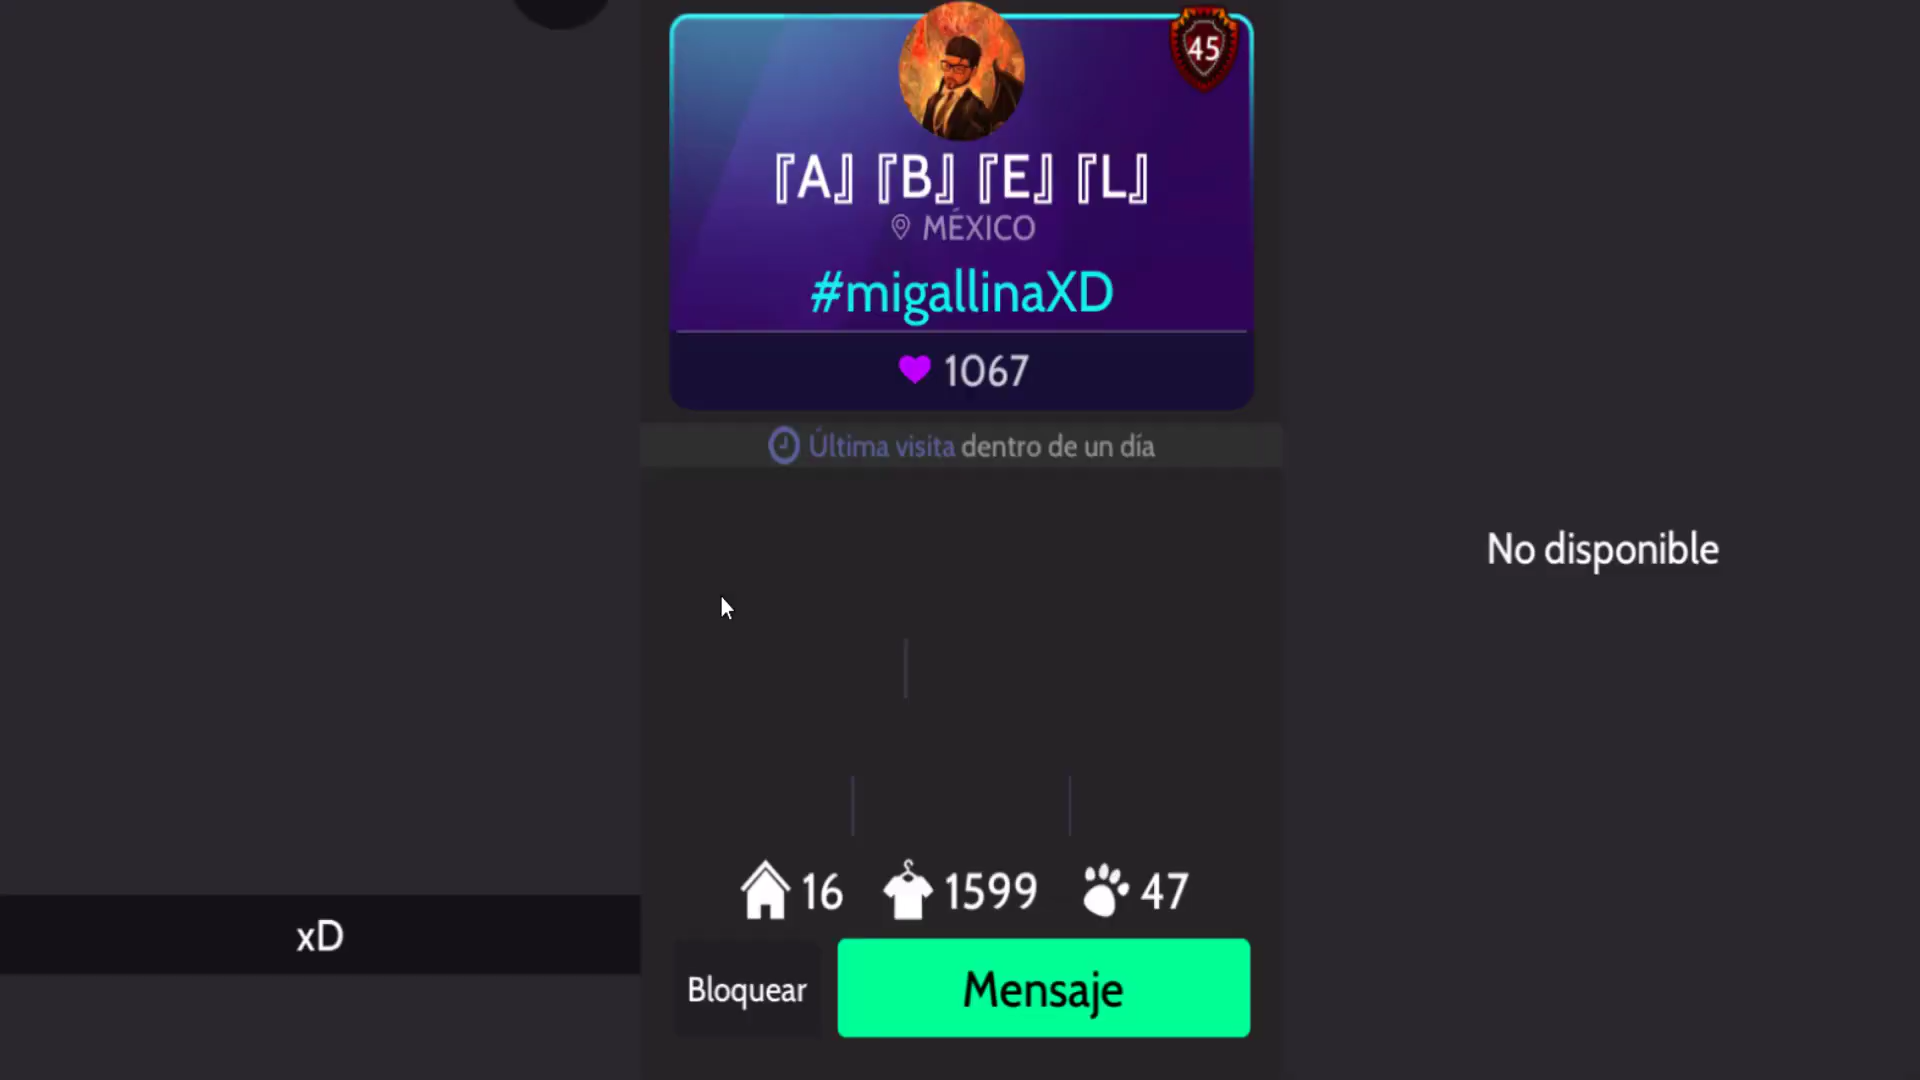 45
『A』『B』『E』『L』
MÉXICO
#migallinaXD
1067
Última visita dentro de un día
No disponible
16 1599 47
xD
Bloquear
Mensaje